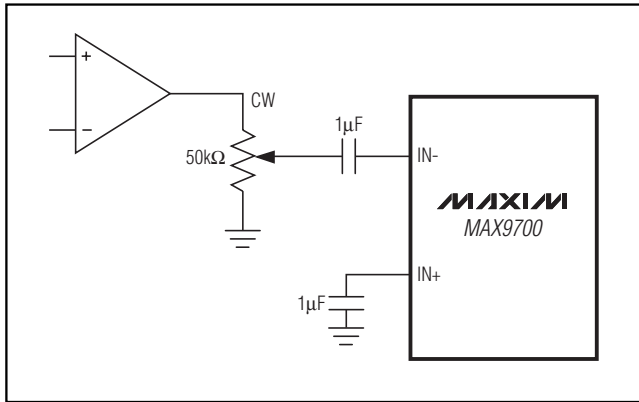 +
−
CW
50kΩ
1μF
IN-
MAXIM
MAX9700
IN+
1μF